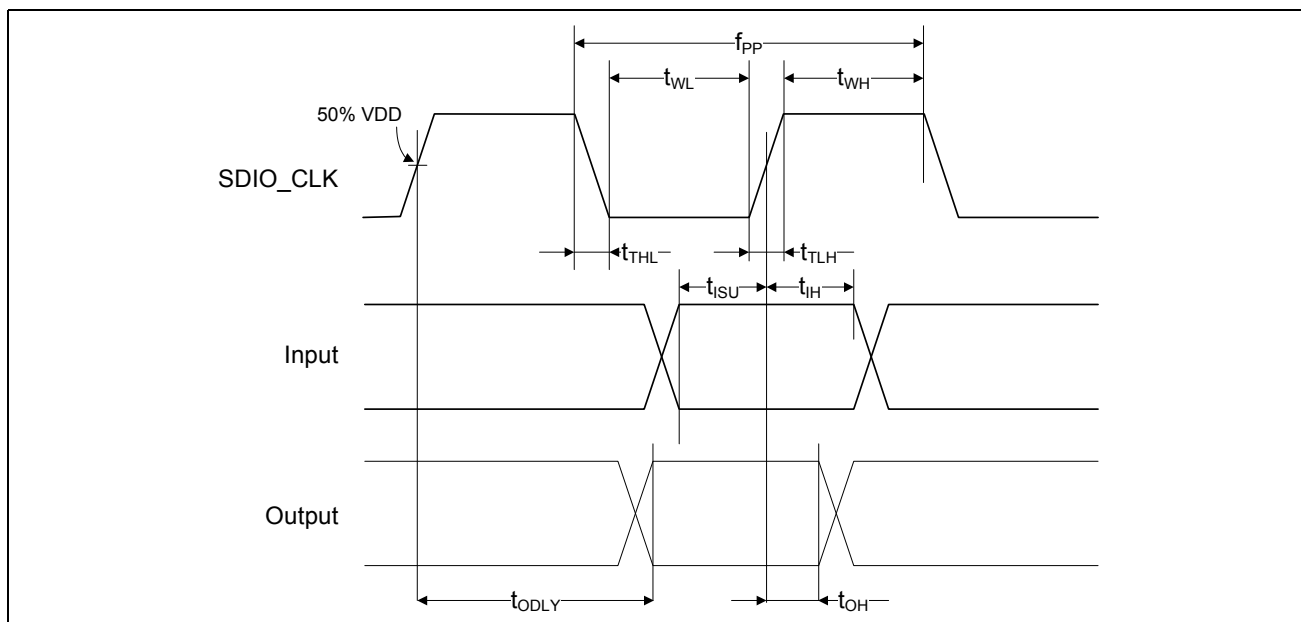 fPP
tWL
tWH
50% VDD
SDIO_CLK
tTHL
tTLH
tISU
tIH
Input
Output
tODLY
tOH